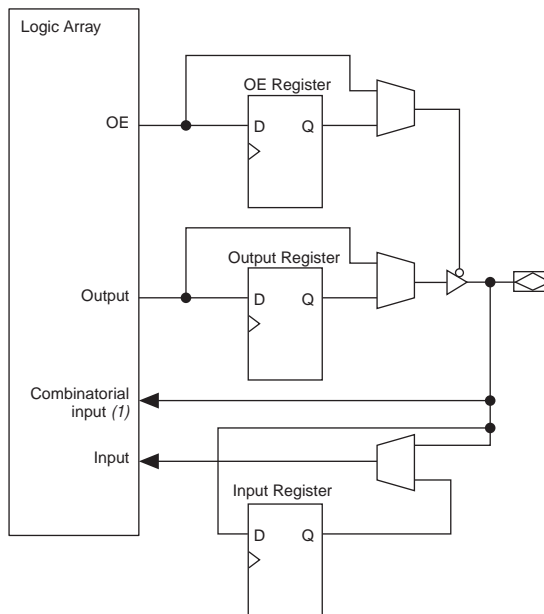 Logic Array
OE Register
OE
D Q
Output Register
Output
D Q
Combinatorial
input (1)
Input
Input Register
D Q